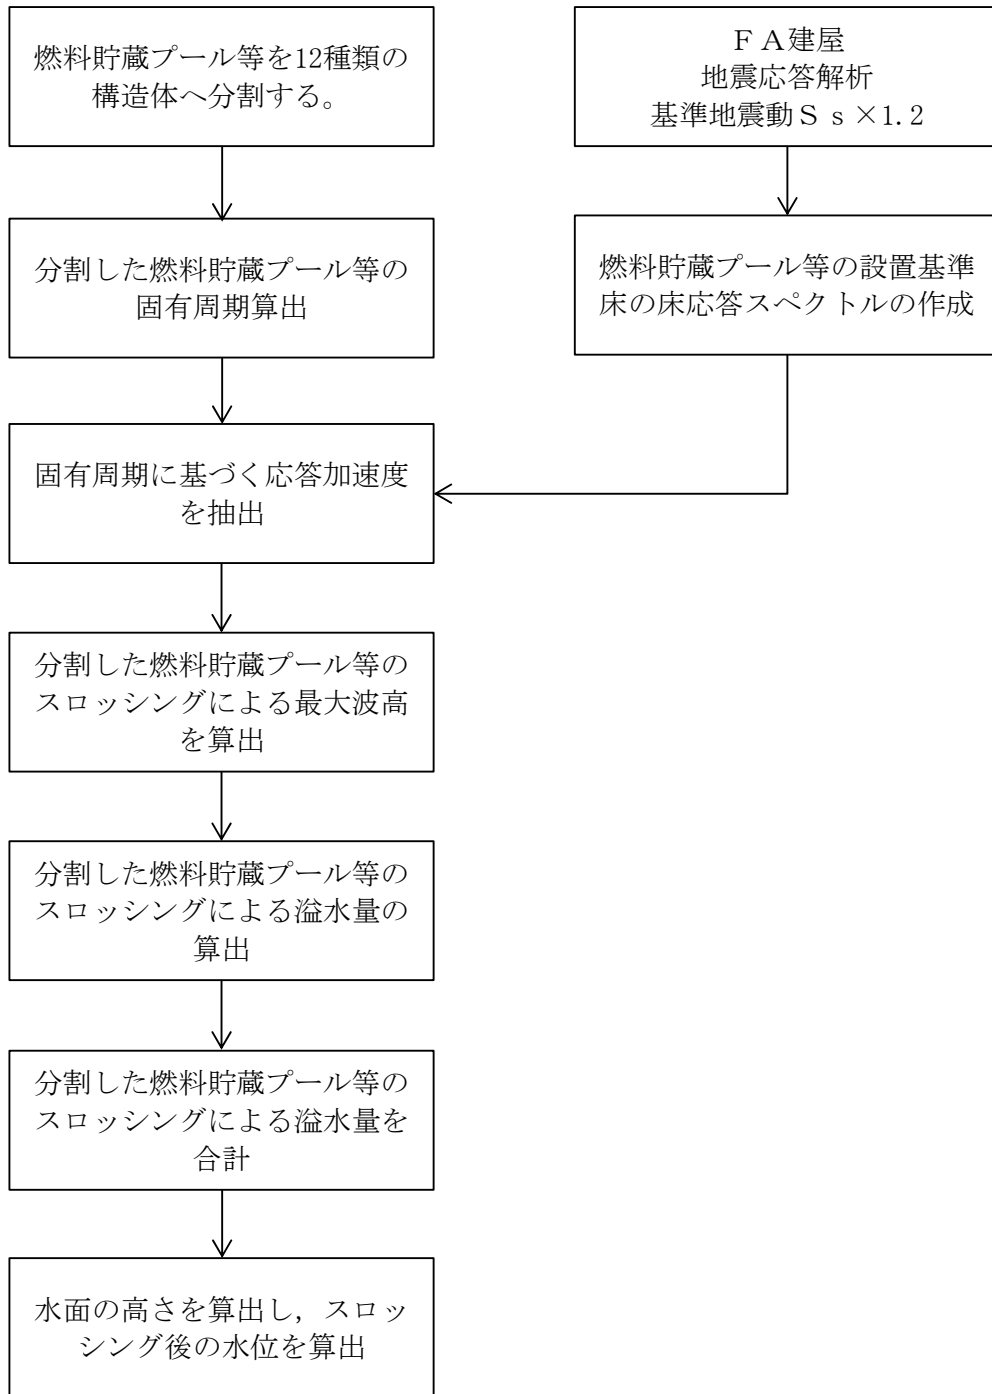 燃料貯蔵プール等を12種類の
構造体へ分割する。
ＦＡ建屋
地震応答解析
基準地震動Ｓｓ×1.2
分割した燃料貯蔵プール等の
固有周期算出
燃料貯蔵プール等の設置基準
床の床応答スペクトルの作成
固有周期に基づく応答加速度
を抽出
分割した燃料貯蔵プール等の
スロッシングによる最大波高
を算出
分割した燃料貯蔵プール等の
スロッシングによる溢水量の
算出
分割した燃料貯蔵プール等の
スロッシングによる溢水量を
合計
水面の高さを算出し，スロッ
シング後の水位を算出